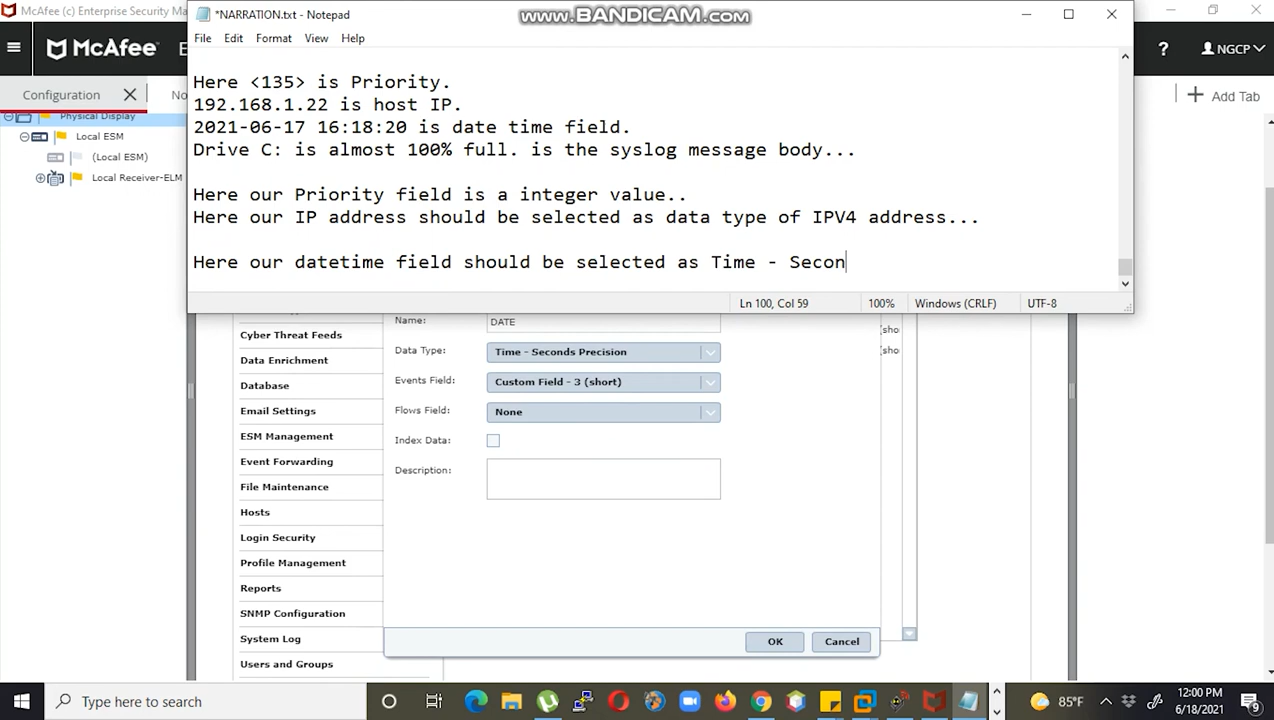 McAfee (c) Enterprise Security Ma
*NARRATION.txt - Notepad
www.BANDICAM.com
File Edit Format View Help
McAfee
E
NGCP
Configuration
No
Add Tab
Here <135> is Priority.
192.168.1.22 is host IP.
2021-06-17 16:18:20 is date time field.
Drive C: is almost 100% full. is the syslog message body...
Here our Priority field is a integer value..
Here our IP address should be selected as data type of IPV4 address...
Here our datetime field should be selected as Time - Secon
Ln 100, Col 59 100% Windows (CRLF) UTF-8
Physical Display
Local ESM
(Local ESM)
Local Receiver-ELM
Cyber Threat Feeds
Data Enrichment
Database
Email Settings
ESM Management
Event Forwarding
File Maintenance
Hosts
Login Security
Profile Management
Reports
SNMP Configuration
System Log
Users and Groups
Name: DATE
Data Type: Time - Seconds Precision
Events Field: Custom Field - 3 (short)
Flows Field: None
Index Data:
Description:
(sho
(sho
OK Cancel
Type here to search
85°F
12:00 PM
6/18/2021
9